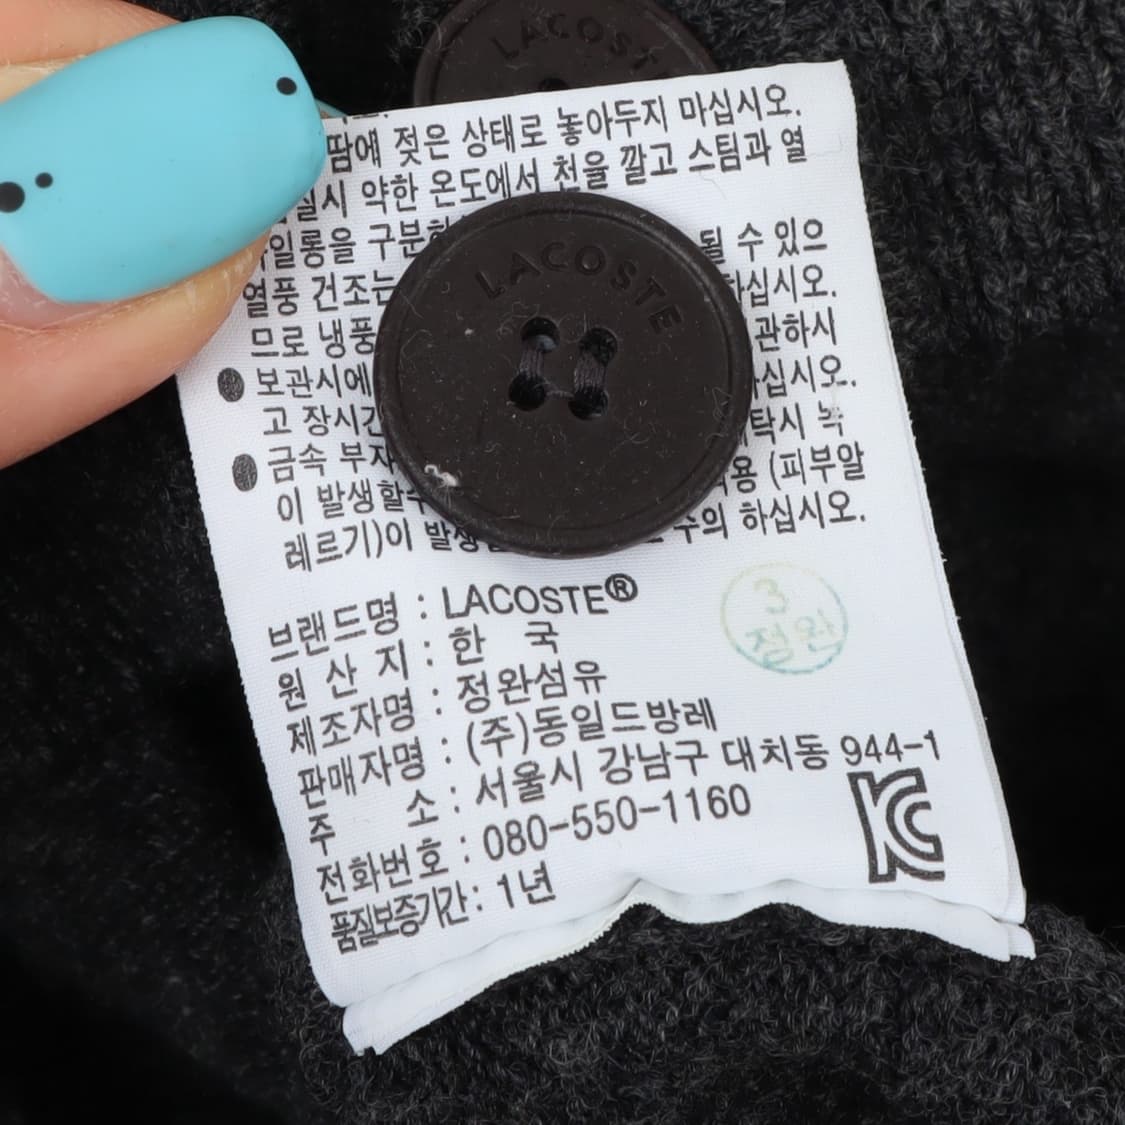 LACOSTE
땀에 젖은 상태로 놓아두지 마십시오.
약한 온도에서 천을 깔고 스팀과 열
구분 될 수 있으
열풍 건조는 하십시오.
므로 냉풍 관하시
보관시에 십시오.
고 장시간 탁시 녹
금속 부자 용 (피부알
이 발생할수
레르기)이 발생 주의 하십시오.
LACOSTE
브랜드명 : LACOSTE®
원 산 지 : 한 국
제조자명 : 정완섬유
판매자명 : (주)동일드방레
주 소 : 서울시 강남구 대치동 944-1
전화번호 : 080-550-1160
품질보증기간 : 1년
3
정완
KC